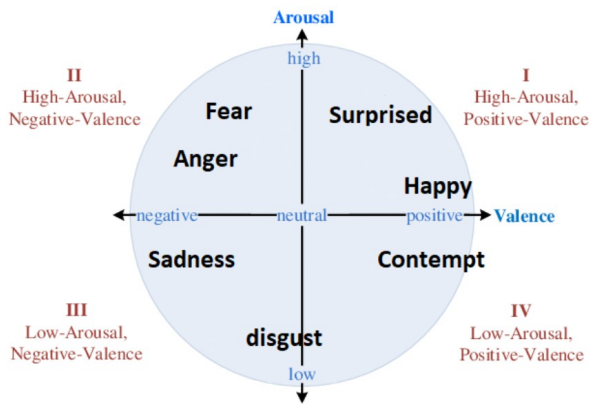 Arousal
high
II
High-Arousal,
Negative-Valence
I
High-Arousal,
Positive-Valence
Fear
Surprised
Anger
Happy
negative
neutral
positive
Valence
Sadness
Contempt
III
Low-Arousal,
Negative-Valence
IV
Low-Arousal,
Positive-Valence
disgust
low